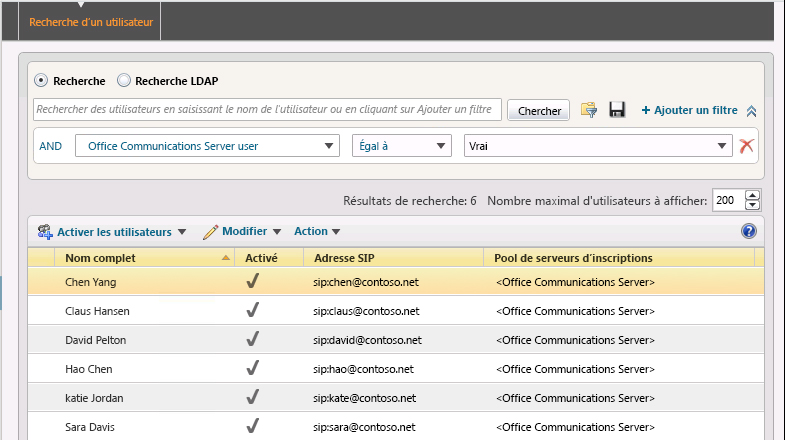 Recherche d'un utilisateur
Recherche Recherche LDAP
Rechercher des utilisateurs en saisissant le nom de l'utilisateur ou en cliquant sur Ajouter un filtre Chercher + Ajouter un filtre
AND Office Communications Server user Égal à Vrai
Résultats de recherche: 6 Nombre maximal d'utilisateurs à afficher: 200
Activer les utilisateurs Modifier Action
Nom complet Activé Adresse SIP Pool de serveurs d'inscriptions
Chen Yang sip:chen@contoso.net <Office Communications Server>
Claus Hansen sip:claus@contoso.net <Office Communications Server>
David Pelton sip:david@contoso.net <Office Communications Server>
Hao Chen sip:hao@contoso.net <Office Communications Server>
katie Jordan sip:kate@contoso.net <Office Communications Server>
Sara Davis sip:sara@contoso.net <Office Communications Server>